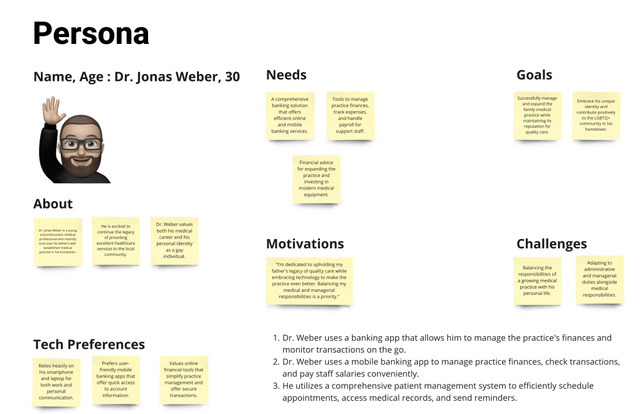 Persona
Name, Age : Dr. Jonas Weber, 30
About
Dr. Jonas Weber is a young
and enthusiastic medical
professional who recently
took over his father's well-
established medical
practice in his hometown.
He is excited to
continue the legacy
of providing
excellent healthcare
services to the local
community.
Dr. Weber values
both his medical
career and his
personal identity
as a gay
individual.
Tech Preferences
Relies heavily on
his smartphone
and laptop for
both work and
personal
communication.
Prefers user-
friendly mobile
banking apps that
offer quick access
to account
information.
Values online
financial tools that
simplify practice
management and
offer secure
transactions.
Needs
A comprehensive
banking solution
that offers
efficient online
and mobile
banking services.
Tools to manage
practice finances,
track expenses,
and handle
payroll for
support staff.
Financial advice
for expanding the
practice and
investing in
modern medical
equipment.
Motivations
"I'm dedicated to upholding my
father's legacy of quality care while
embracing technology to make the
practice even better. Balancing my
medical and managerial
responsibilities is a priority."
Goals
Successfully manage
and expand the
family medical
practice while
maintaining its
reputation for
quality care.
Embrace his unique
identity and
contribute positively
to the LGBTQ+
community in his
hometown.
Challenges
Balancing the
responsibilities of
a growing medical
practice with his
personal life.
Adapting to
administrative and
managerial
duties alongside
medical
responsibilities.
1. Dr. Weber uses a banking app that allows him to manage the practice's finances and
monitor transactions on the go.
2. Dr. Weber uses a mobile banking app to manage practice finances, check transactions,
and pay staff salaries conveniently.
3. He utilizes a comprehensive patient management system to efficiently schedule
appointments, access medical records, and send reminders.